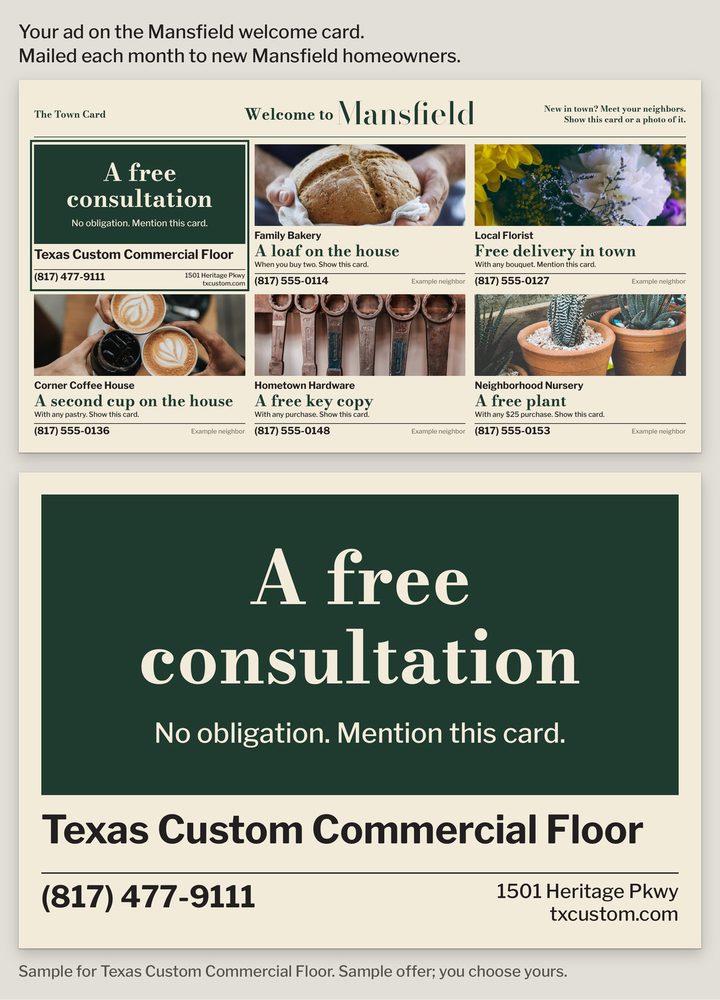 Your ad on the Mansfield welcome card.
Mailed each month to new Mansfield homeowners.
The Town Card
Welcome to Mansfield
New in town? Meet your neighbors.
Show this card or a photo of it.
A free
consultation
No obligation. Mention this card.
Texas Custom Commercial Floor
(817) 477-9111
1501 Heritage Pkwy
txcustom.com
Family Bakery
A loaf on the house
When you buy two. Show this card.
(817) 555-0114
Example neighbor
Local Florist
Free delivery in town
With any bouquet. Mention this card.
(817) 555-0127
Example neighbor
Corner Coffee House
A second cup on the house
With any pastry. Show this card.
(817) 555-0136
Example neighbor
Hometown Hardware
A free key copy
With any purchase. Show this card.
(817) 555-0148
Example neighbor
Neighborhood Nursery
A free plant
With any $25 purchase. Show this card.
(817) 555-0153
Example neighbor
A free
consultation
No obligation. Mention this card.
Texas Custom Commercial Floor
(817) 477-9111
1501 Heritage Pkwy
txcustom.com
Sample for Texas Custom Commercial Floor. Sample offer; you choose yours.